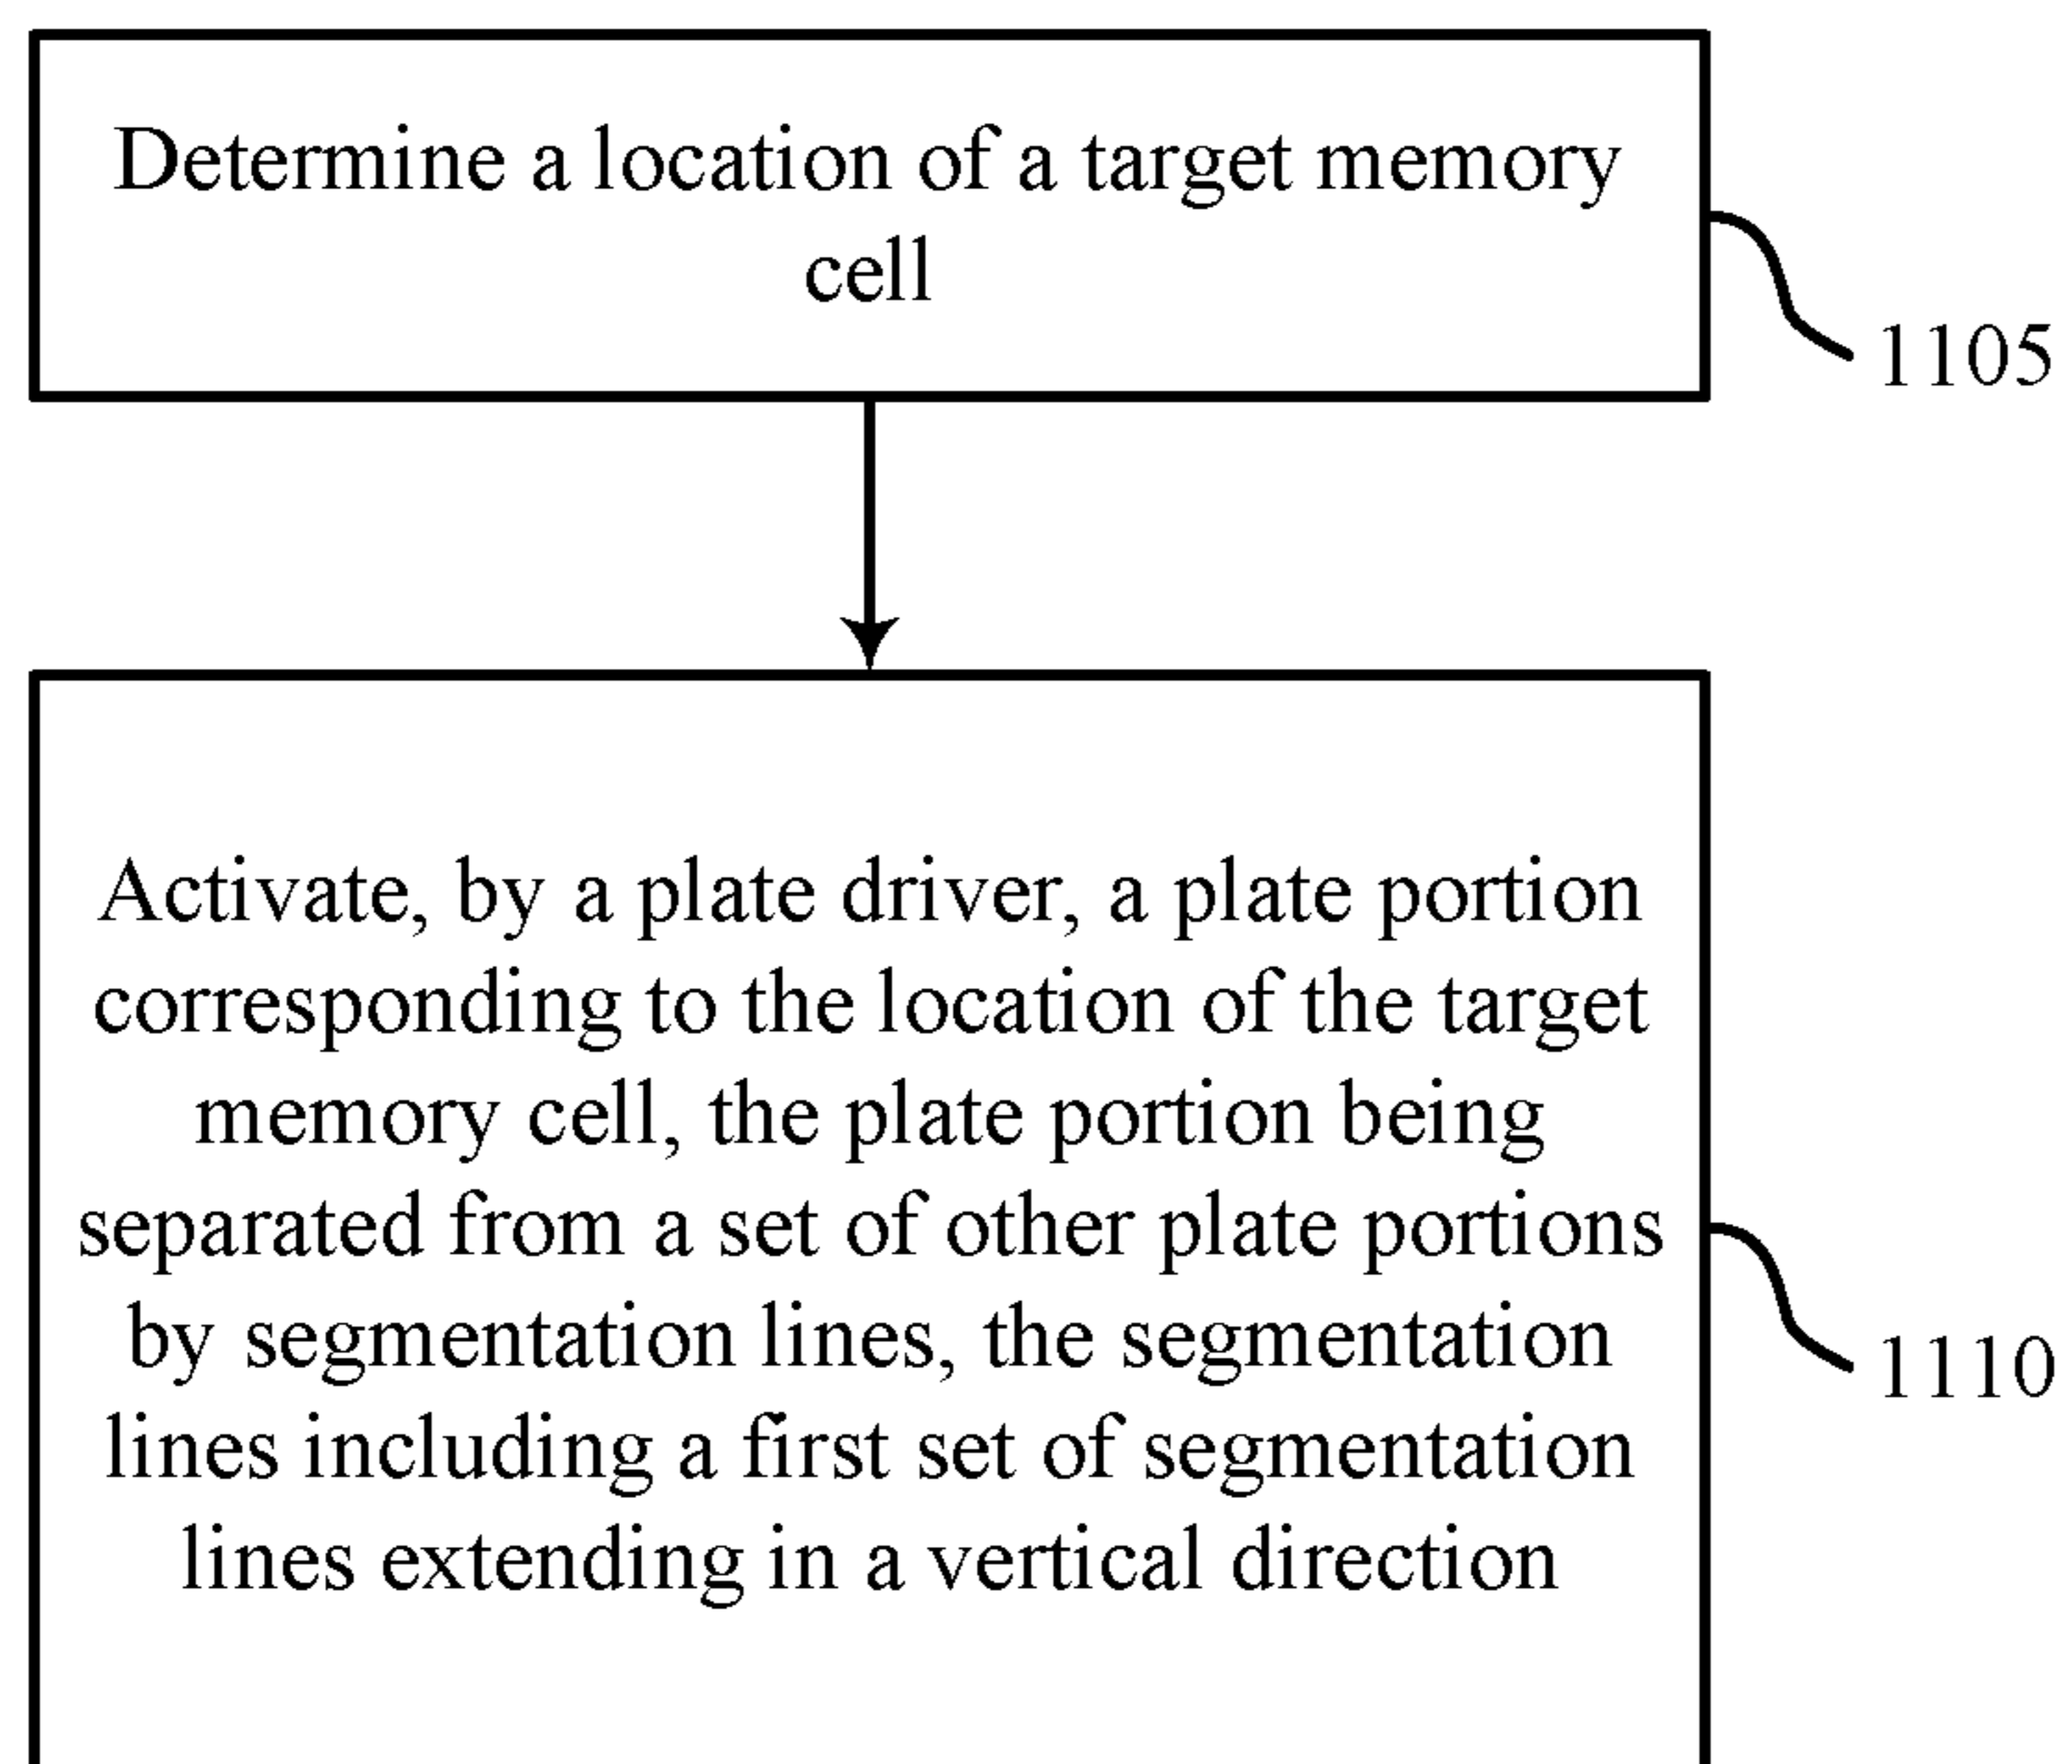 Determine a location of a target memory
cell
1105
Activate, by a plate driver, a plate portion
corresponding to the location of the target
memory cell, the plate portion being
separated from a set of other plate portions
by segmentation lines, the segmentation
lines including a first set of segmentation
lines extending in a vertical direction
1110